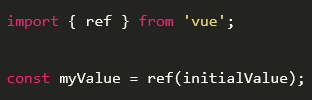 import { ref } from 'vue';
const myValue = ref(initialValue);